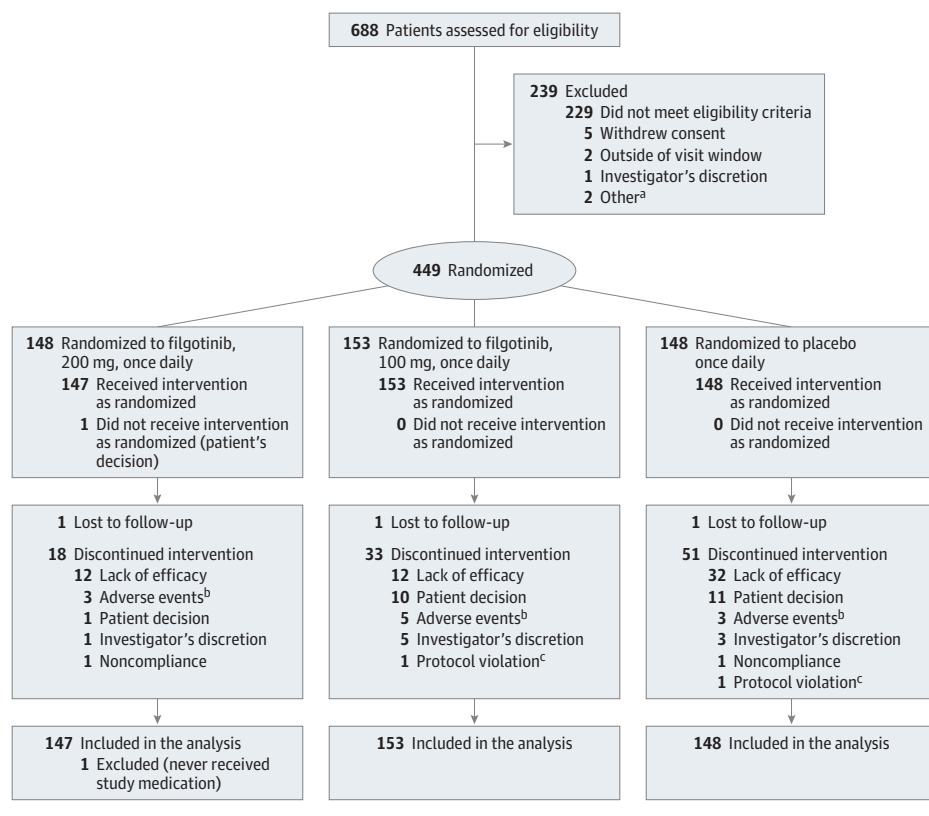 688 Patients assessed for eligibility
239 Excluded
229 Did not meet eligibility criteria
5 Withdrew consent
2 Outside of visit window
1 Investigator's discretion
2 Otherᵃ
449 Randomized
148 Randomized to filgotinib,
200 mg, once daily
147 Received intervention
as randomized
1 Did not receive intervention
as randomized (patient's
decision)
153 Randomized to filgotinib,
100 mg, once daily
153 Received intervention
as randomized
0 Did not receive intervention
as randomized
148 Randomized to placebo
once daily
148 Received intervention
as randomized
0 Did not receive intervention
as randomized
1 Lost to follow-up
18 Discontinued intervention
12 Lack of efficacy
3 Adverse eventsᵇ
1 Patient decision
1 Investigator's discretion
1 Noncompliance
1 Lost to follow-up
33 Discontinued intervention
12 Lack of efficacy
10 Patient decision
5 Adverse eventsᵇ
5 Investigator's discretion
1 Protocol violationᶜ
1 Lost to follow-up
51 Discontinued intervention
32 Lack of efficacy
11 Patient decision
3 Adverse eventsᵇ
3 Investigator's discretion
1 Noncompliance
1 Protocol violationᶜ
147 Included in the analysis
1 Excluded (never received
study medication)
153 Included in the analysis
148 Included in the analysis